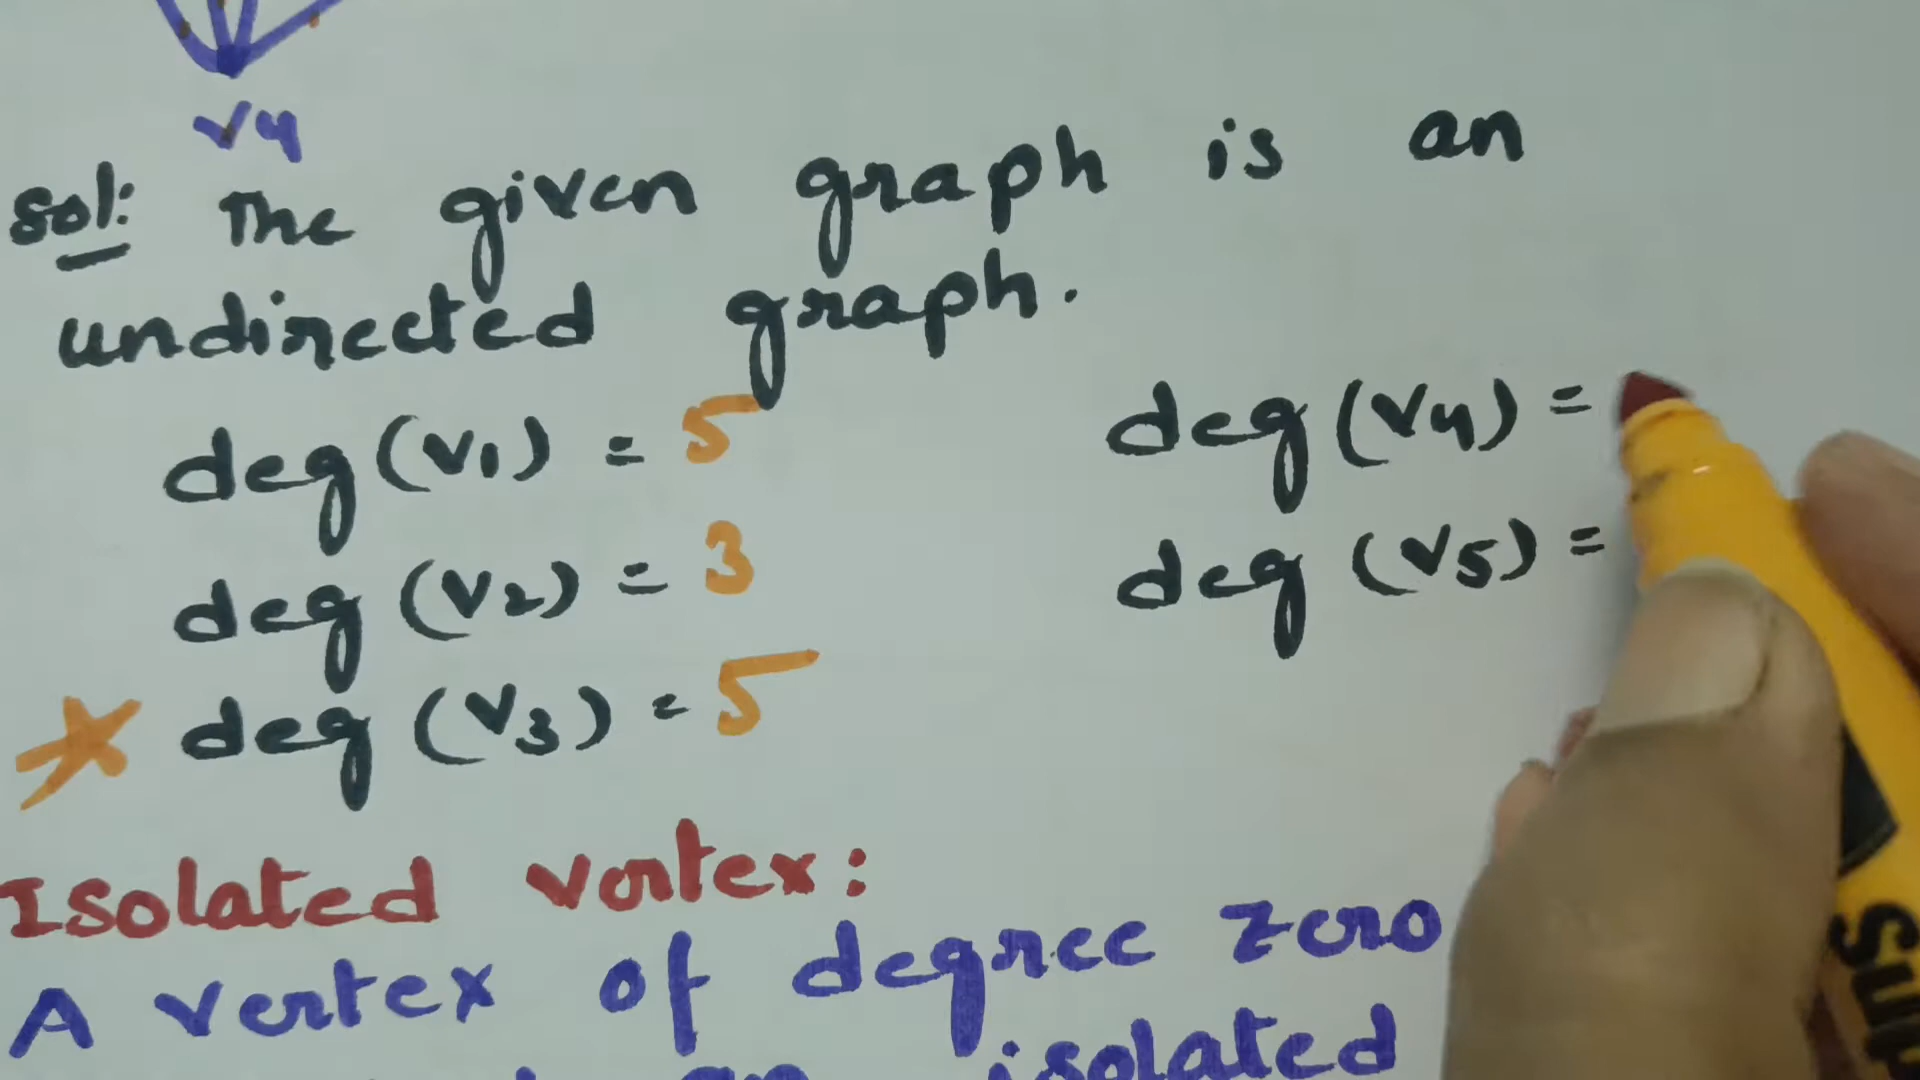 v4
Sol: The given graph is an
undirected graph.
deg(v1) = 5
deg(v2) = 3
deg(v3) = 5
deg(v4) =
deg(v5) =
Isolated vertex:
A vertex of degree zero
an isolated